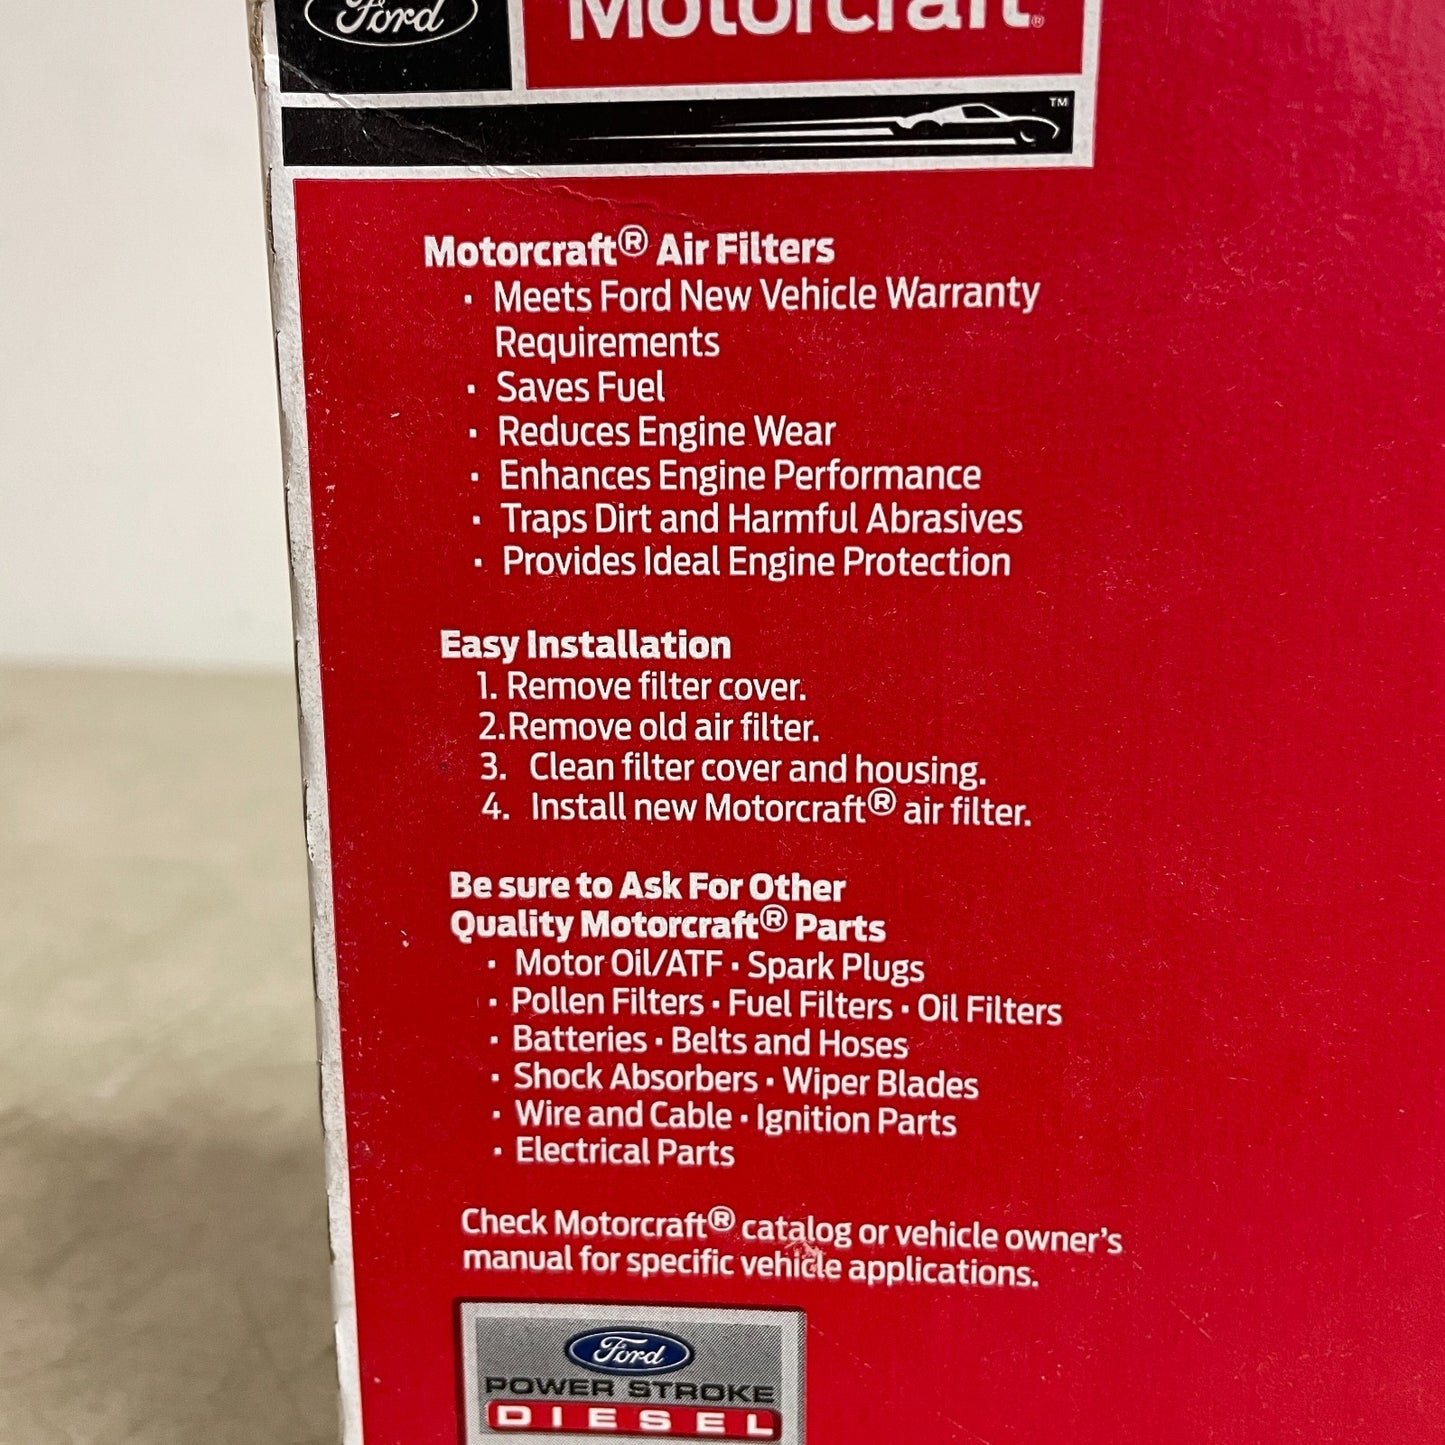 Ford
Motorcraft®
™
Motorcraft® Air Filters
· Meets Ford New Vehicle Warranty
Requirements
· Saves Fuel
· Reduces Engine Wear
· Enhances Engine Performance
· Traps Dirt and Harmful Abrasives
· Provides Ideal Engine Protection
Easy Installation
1. Remove filter cover.
2.Remove old air filter.
3. Clean filter cover and housing.
4. Install new Motorcraft® air filter.
Be sure to Ask For Other
Quality Motorcraft® Parts
· Motor Oil/ATF · Spark Plugs
· Pollen Filters · Fuel Filters · Oil Filters
· Batteries · Belts and Hoses
· Shock Absorbers · Wiper Blades
· Wire and Cable · Ignition Parts
· Electrical Parts
Check Motorcraft® catalog or vehicle owner's
manual for specific vehicle applications.
Ford
POWER STROKE
DIESEL